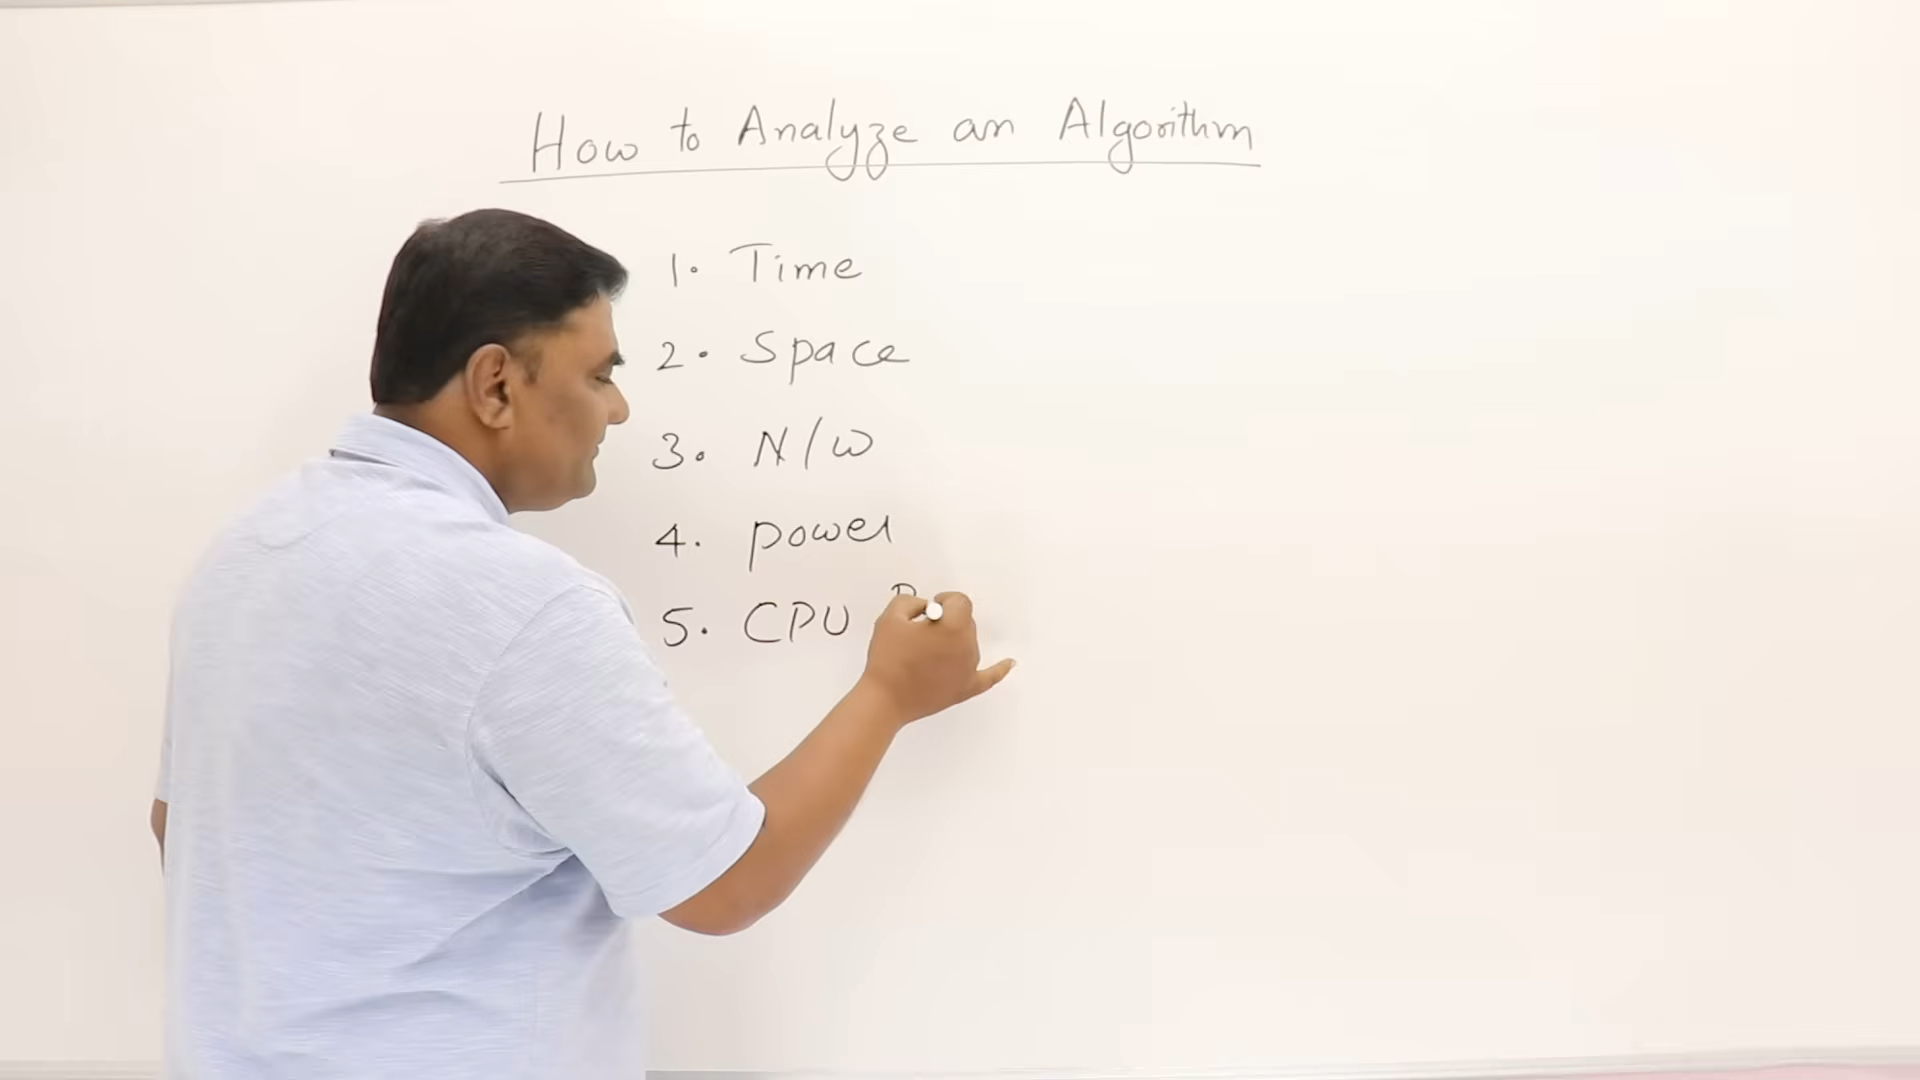 How to Analyze an Algorithm
1. Time
2. Space
3. N/W
4. power
5. CPU